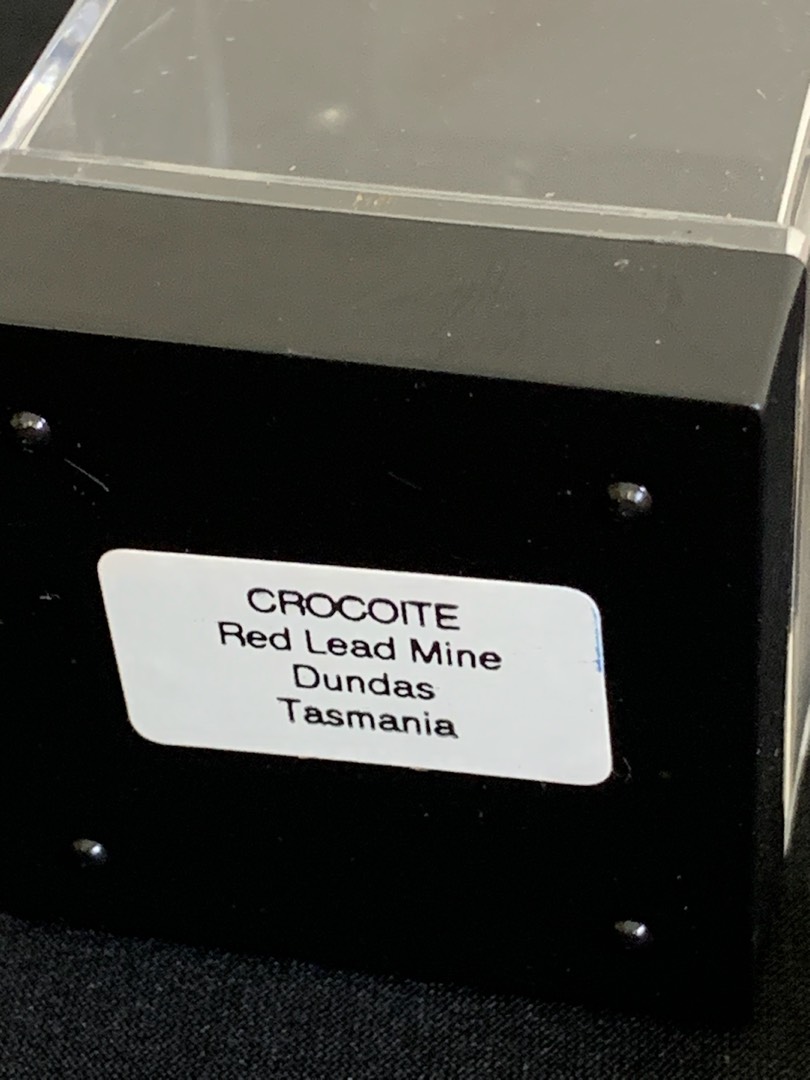 CROCOITE
Red Lead Mine
Dundas
Tasmania